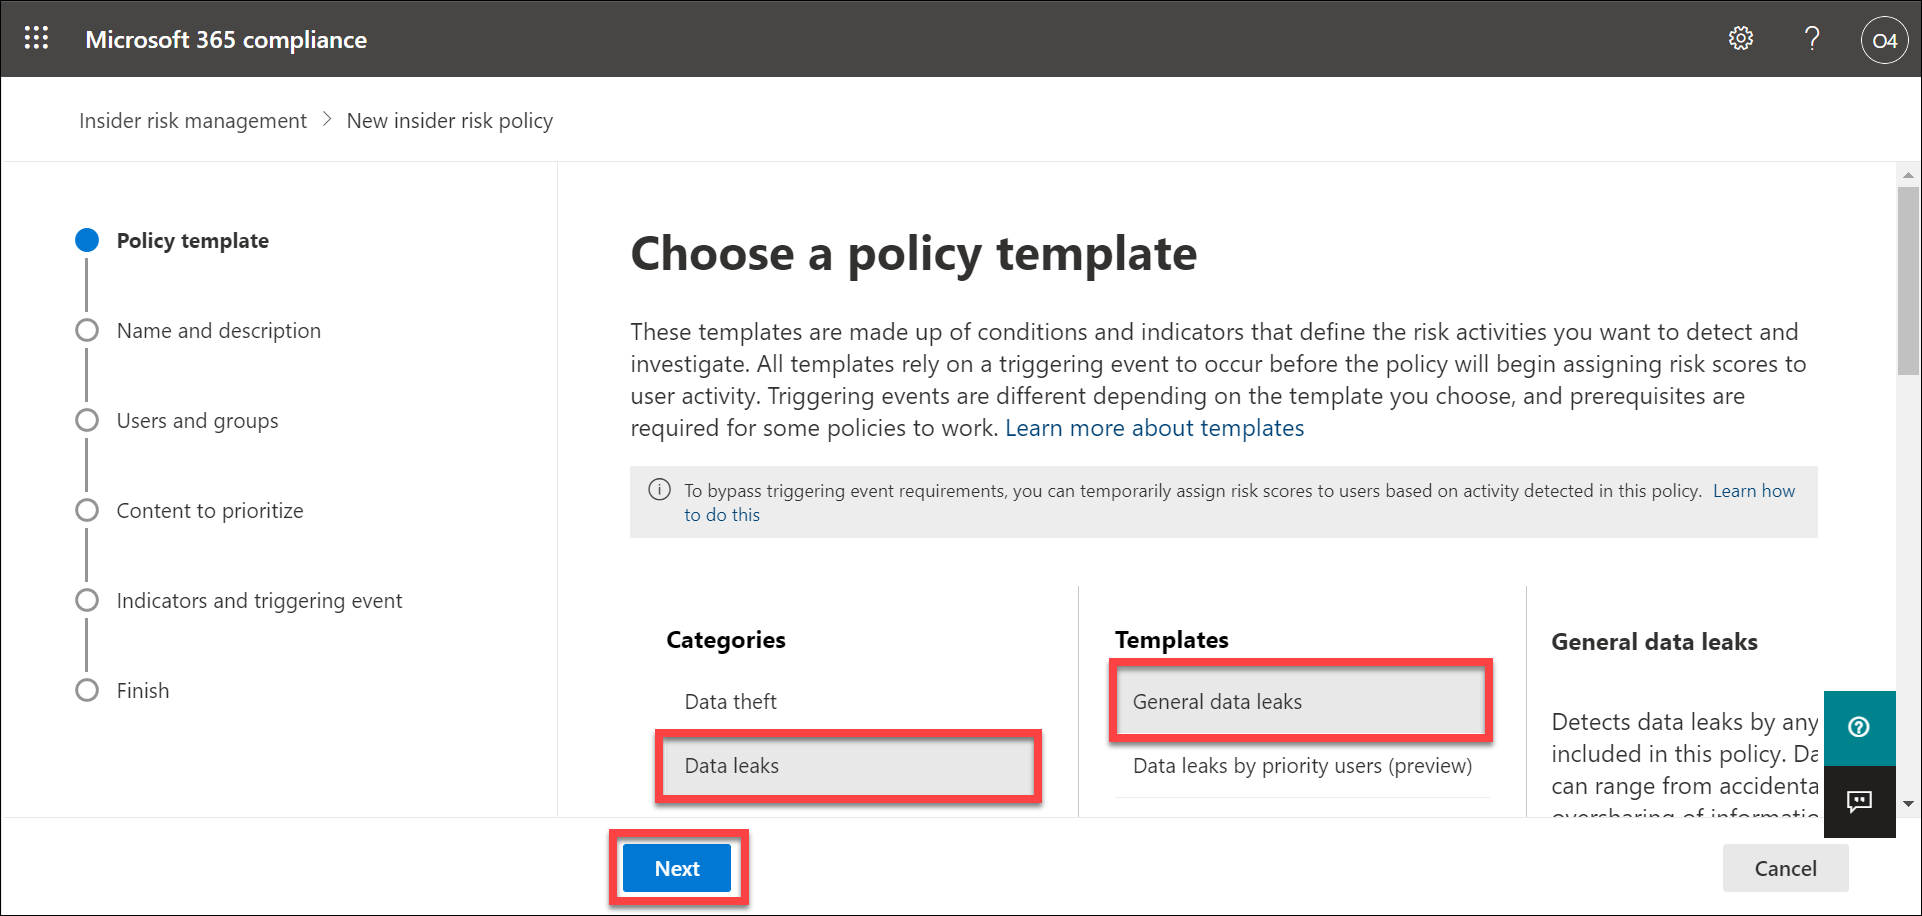 Microsoft 365 compliance
O4
Insider risk management
New insider risk policy
Policy template
Name and description
Users and groups
Content to prioritize
Indicators and triggering event
Finish
Choose a policy template
These templates are made up of conditions and indicators that define the risk activities you want to detect and
investigate. All templates rely on a triggering event to occur before the policy will begin assigning risk scores to
user activity. Triggering events are different depending on the template you choose, and prerequisites are
required for some policies to work. Learn more about templates
To bypass triggering event requirements, you can temporarily assign risk scores to users based on activity detected in this policy. Learn how
to do this
Categories
Data theft
Data leaks
Templates
General data leaks
Data leaks by priority users (preview)
General data leaks
Detects data leaks by any
included in this policy. Da
can range from accidenta
oversharing of informatio
Next
Cancel